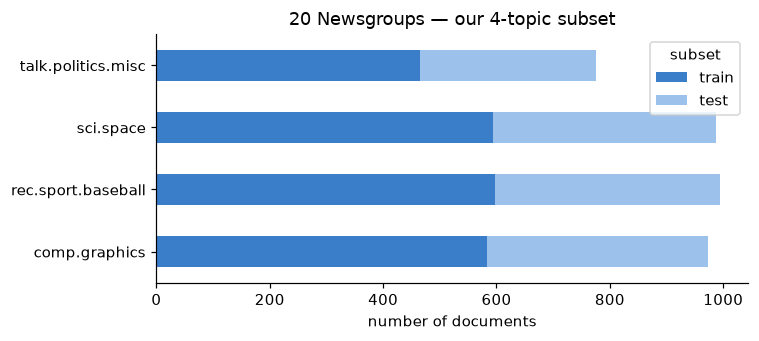 20 Newsgroups — our 4-topic subset
subset
train
test
talk.politics.misc
sci.space
rec.sport.baseball
comp.graphics
0 200 400 600 800 1000
number of documents